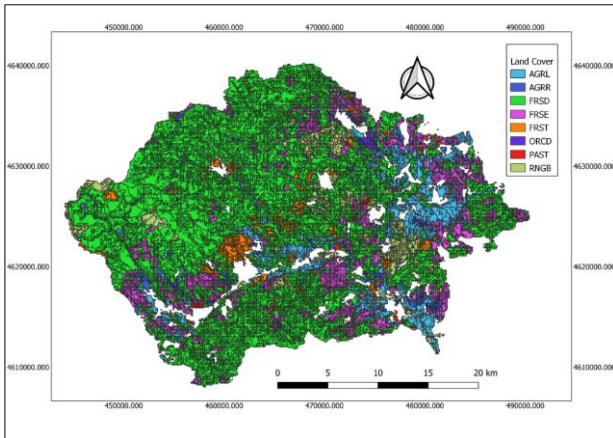 450000.000 460000.000 470000.000 480000.000 490000.000
4640000.000 4640000.000
Land Cover
AGRL
AGRR
FRSD
FRSE
FRST
ORCD
PAST
RNGB
4630000.000 4630000.000
4620000.000 4620000.000
0 5 10 15 20 km
4610000.000 4610000.000
450000.000 460000.000 470000.000 480000.000 490000.000